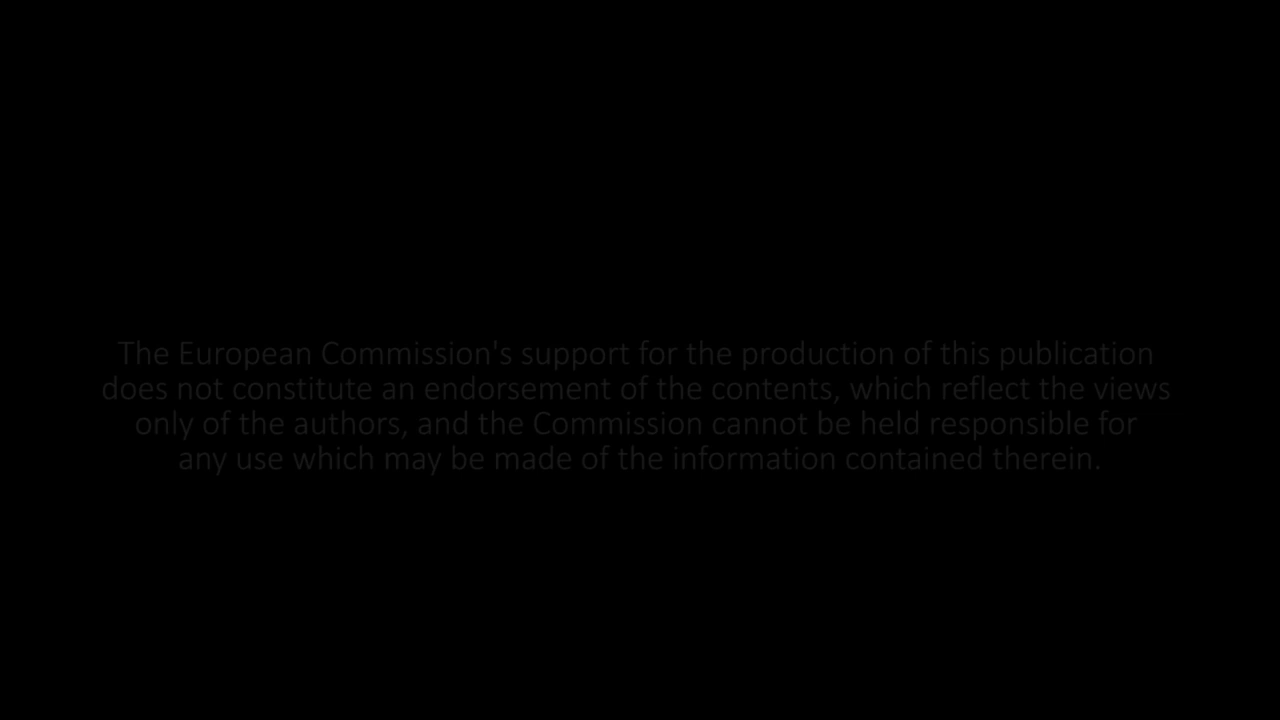 The European Commission's support for the production of this publication
does not constitute an endorsement of the contents, which reflect the views
only of the authors, and the Commission cannot be held responsible for
any use which may be made of the information contained therein.